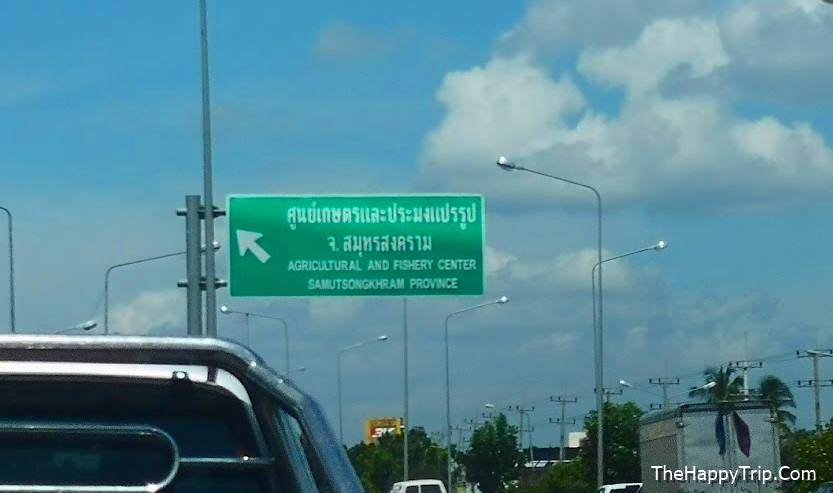 ศูนย์เกษตรและประมงแปรรูป
จ. สมุทรสงคราม
AGRICULTURAL AND FISHERY CENTER
SAMUTSONGKHRAM PROVINCE
TheHappyTrip.Com